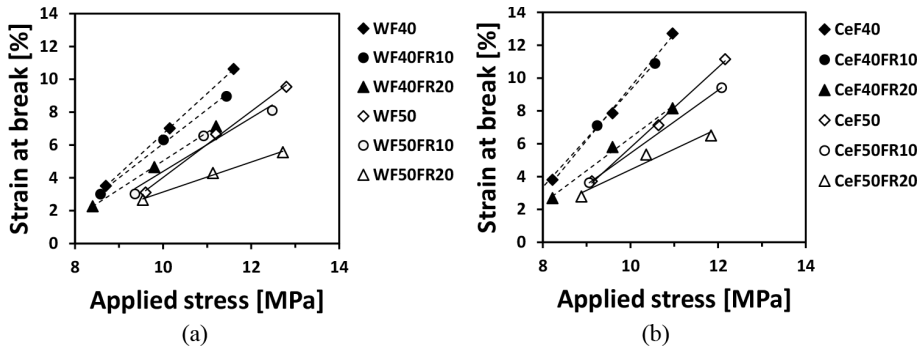 Strain at break [%]
14
12
10
8
6
4
2
0
8
10
12
14
Applied stress [MPa]
WF40
WF40FR10
WF40FR20
WF50
WF50FR10
WF50FR20
(a)
Strain at break [%]
14
12
10
8
6
4
2
0
8
10
12
14
Applied stress [MPa]
CeF40
CeF40FR10
CeF40FR20
CeF50
CeF50FR10
CeF50FR20
(b)